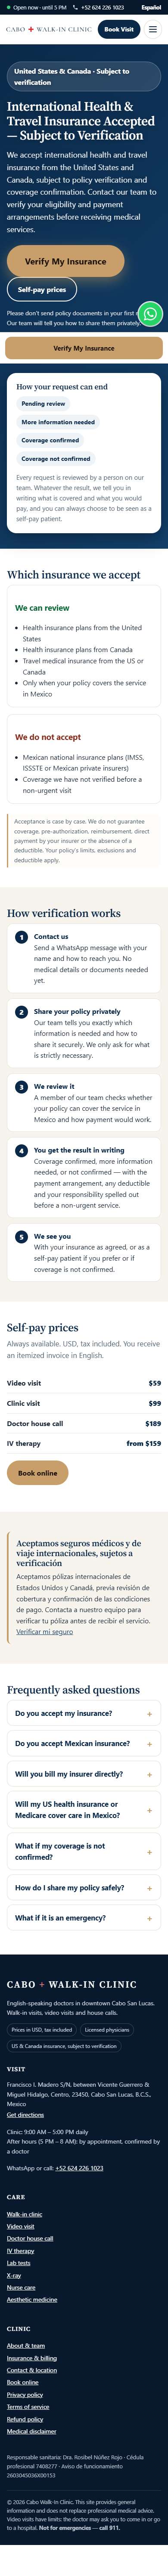 Open now · until 5 PM +52 624 226 1023 Español
CABO + WALK-IN CLINIC Book Visit
United States & Canada · Subject to
verification
International Health &
Travel Insurance Accepted
— Subject to Verification
We accept international health and travel
insurance from the United States and
Canada, subject to policy verification and
coverage confirmation. Contact our team to
verify your eligibility and payment
arrangements before receiving medical
services.
Verify My Insurance
Self-pay prices
Please don't send policy documents in your first
Our team will tell you how to share them privately.
Verify My Insurance
How your request can end
Pending review
More information needed
Coverage confirmed
Coverage not confirmed
Every request is reviewed by a person on our
team. Whatever the result, we tell you in
writing what is covered and what you would
pay, and you can always choose to be seen as a
self-pay patient.
Which insurance we accept
We can review
• Health insurance plans from the United
States
• Health insurance plans from Canada
• Travel medical insurance from the US or
Canada
• Only when your policy covers the service
in Mexico
We do not accept
• Mexican national insurance plans (IMSS,
ISSSTE or Mexican private insurers)
• Coverage we have not verified before a
non-urgent visit
Acceptance is case by case. We do not guarantee
coverage, pre-authorization, reimbursement, direct
payment by your insurer or the absence of a
deductible. Your policy's limits, exclusions and
deductible apply.
How verification works
1 Contact us
Send a WhatsApp message with your
name and how to reach you. No
medical details or documents needed
yet.
2 Share your policy privately
Our team tells you exactly which
information is needed and how to
share it securely. We only ask for what
is strictly necessary.
3 We review it
A member of our team checks whether
your policy can cover the service in
Mexico and how payment would work.
4 You get the result in writing
Coverage confirmed, more information
needed, or not confirmed — with the
payment arrangement, any deductible
and your responsibility spelled out
before a non-urgent service.
5 We see you
With your insurance as agreed, or as a
self-pay patient if you prefer or if
coverage is not confirmed.
Self-pay prices
Always available. USD, tax included. You receive
an itemized invoice in English.
Video visit $59
Clinic visit $99
Doctor house call $189
IV therapy from $159
Book online
Aceptamos seguros médicos y de
viaje internacionales, sujetos a
verificación
Aceptamos pólizas internacionales de
Estados Unidos y Canadá, previa revisión de
cobertura y confirmación de las condiciones
de pago. Contacta a nuestro equipo para
verificar tu póliza antes de recibir el servicio.
Verificar mi seguro
Frequently asked questions
Do you accept my insurance? +
Do you accept Mexican insurance? +
Will you bill my insurer directly? +
Will my US health insurance or
Medicare cover care in Mexico? +
What if my coverage is not
confirmed? +
How do I share my policy safely? +
What if it is an emergency? +
CABO + WALK-IN CLINIC
English-speaking doctors in downtown Cabo San Lucas.
Walk-in visits, video visits and house calls.
Prices in USD, tax included Licensed physicians
US & Canada insurance, subject to verification
VISIT
Francisco I. Madero S/N, between Vicente Guerrero &
Miguel Hidalgo, Centro, 23450, Cabo San Lucas, B.C.S.,
Mexico
Get directions
Clinic: 9:00 AM – 5:00 PM daily
After hours (5 PM – 8 AM): by appointment, confirmed by
a doctor
WhatsApp or call: +52 624 226 1023
CARE
Walk-in clinic
Video visit
Doctor house call
IV therapy
Lab tests
X-ray
Nurse care
Aesthetic medicine
CLINIC
About & team
Insurance & billing
Contact & location
Book online
Privacy policy
Terms of service
Refund policy
Medical disclaimer
Responsable sanitaria: Dra. Roxibel Núñez Rojo · Cédula
profesional 7408277 · Aviso de funcionamiento
2603045036X00153
© 2026 Cabo Walk-In Clinic. This site provides general
information and does not replace professional medical advice.
Video visits have limits: the doctor may ask you to come in or go
to a hospital. Not for emergencies — call 911.